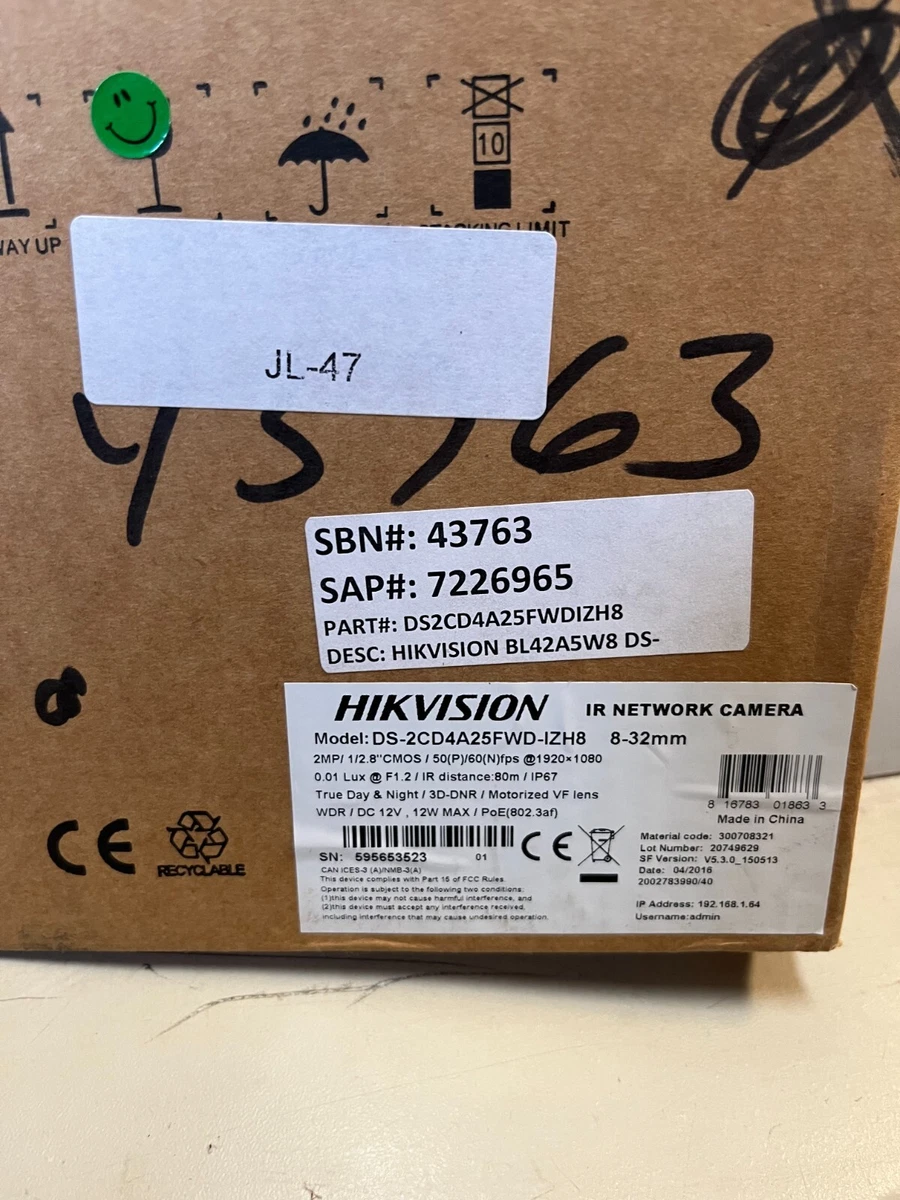 10
WAY UP
STACKING LIMIT
JL-47
43763
SBN#: 43763
SAP#: 7226965
PART#: DS2CD4A25FWDIZH8
DESC: HIKVISION BL42A5W8 DS-
HIKVISION IR NETWORK CAMERA
Model: DS-2CD4A25FWD-IZH8 8-32mm
2MP/ 1/2.8"CMOS / 50(P)/60(N)fps @1920×1080
0.01 Lux @ F1.2 / IR distance:80m / IP67
True Day & Night / 3D-DNR / Motorized VF lens
WDR / DC 12V , 12W MAX / PoE(802.3af)
8 16783 01863 3
Made in China
SN: 595653523 01
CE
Material code: 300708321
Lot Number: 20749629
SF Version: V5.3.0_150513
Date: 04/2016
2002783990/40
IP Address: 192.168.1.64
Username:admin
CAN ICES-3 (A)/NMB-3(A)
This device complies with Part 15 of FCC Rules.
Operation is subject to the following two conditions:
(1)this device may not cause harmful interference, and
(2)this device must accept any interference received,
including interference that may cause undesired operation.
CE
RECYCLABLE